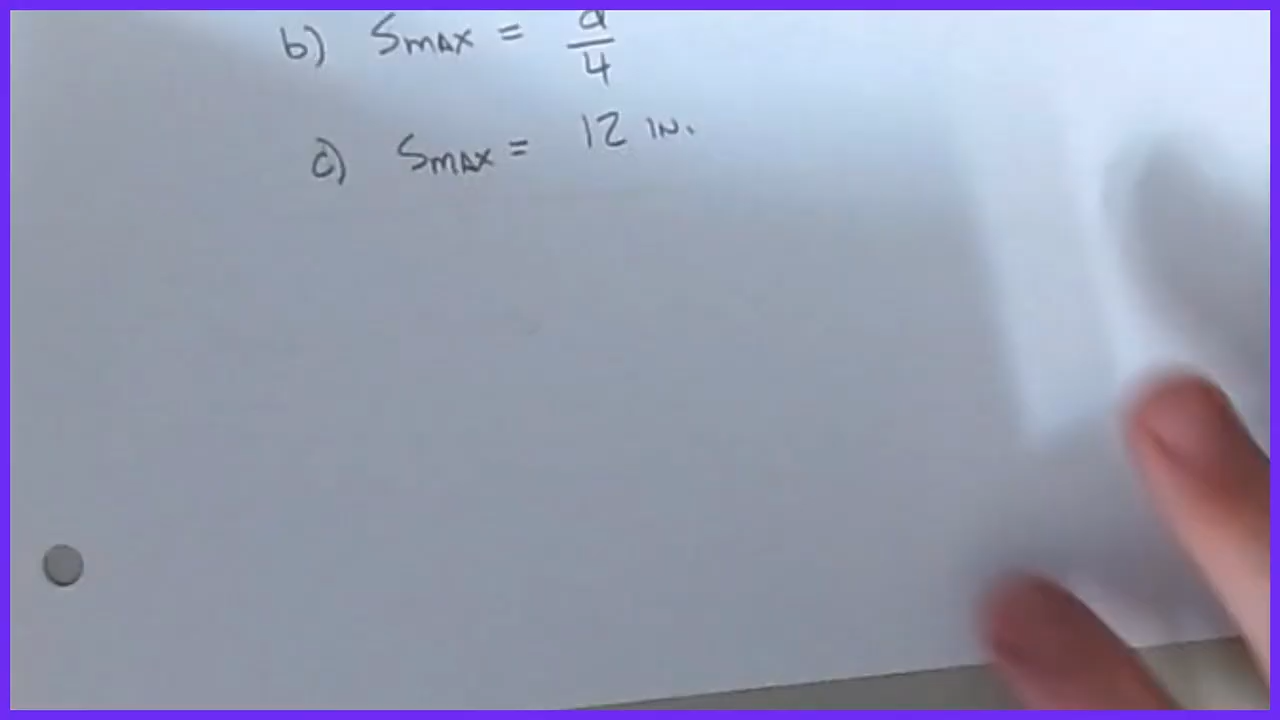 b) SMAX = d/4
c) SMAX = 12 IN.